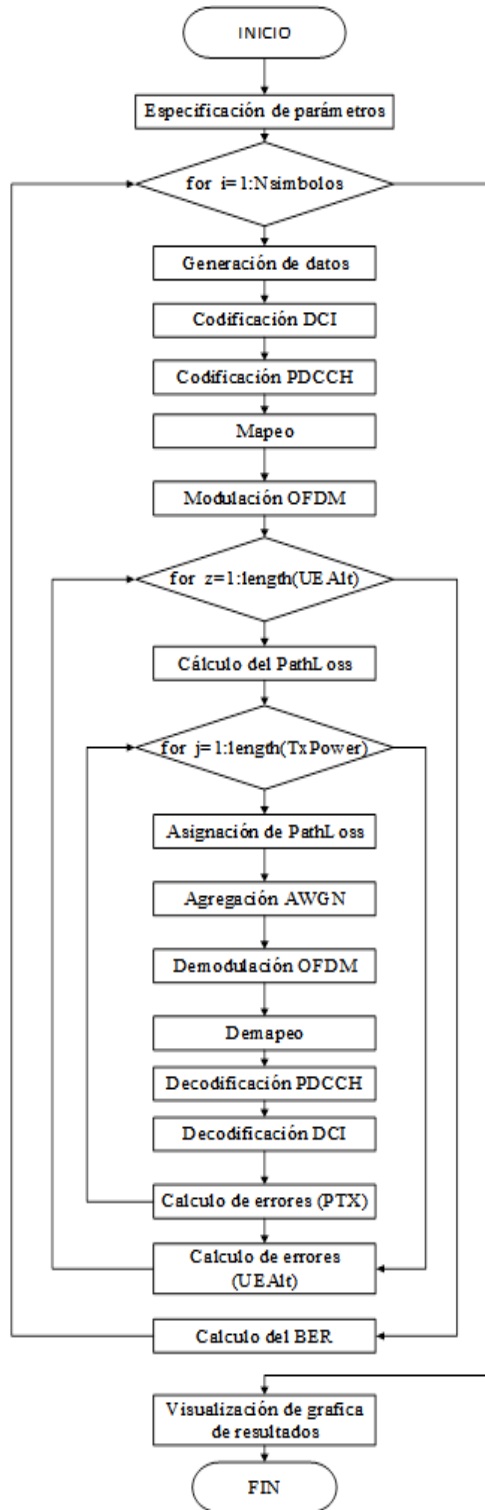 INICIO
Especificación de parámetros
for i=1:Nsimbolos
Generación de datos
Codificación DCI
Codificación PDCCH
Mapeo
Modulación OFDM
for z=1:length(UEAlt)
Cálculo del PathLoss
for j=1:length(TxPower)
Asignación de PathLoss
Agregación AWGN
Demodulación OFDM
Demapeo
Decodificación PDCCH
Decodificación DCI
Calculo de errores (PTX)
Calculo de errores
(UEAlt)
Calculo del BER
Visualización de grafica
de resultados
FIN